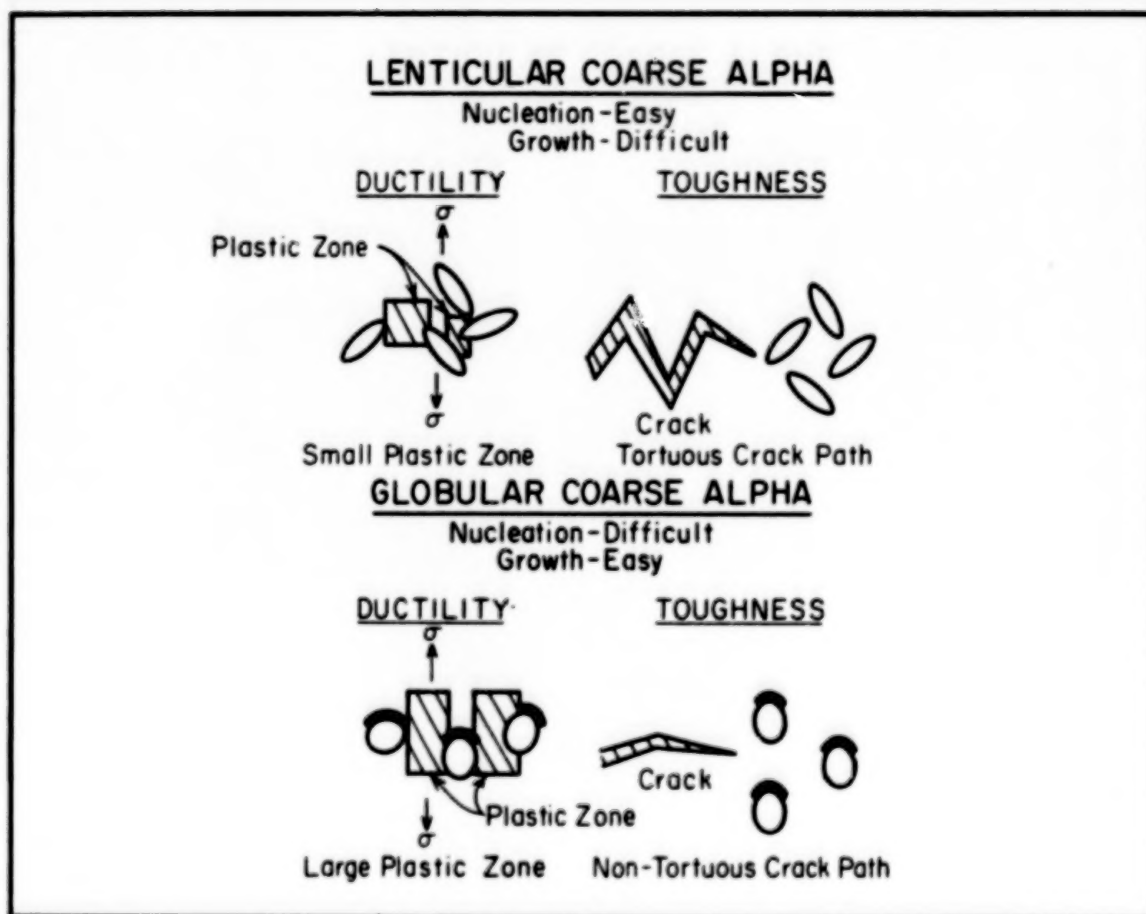 LENTICULAR COARSE ALPHA
Nucleation-Easy
Growth-Difficult
DUCTILITY
TOUGHNESS
σ
Plastic Zone
σ
Crack
Small Plastic Zone
Tortuous Crack Path
GLOBULAR COARSE ALPHA
Nucleation-Difficult
Growth-Easy
DUCTILITY
TOUGHNESS
σ
Crack
Plastic Zone
σ
Large Plastic Zone
Non-Tortuous Crack Path